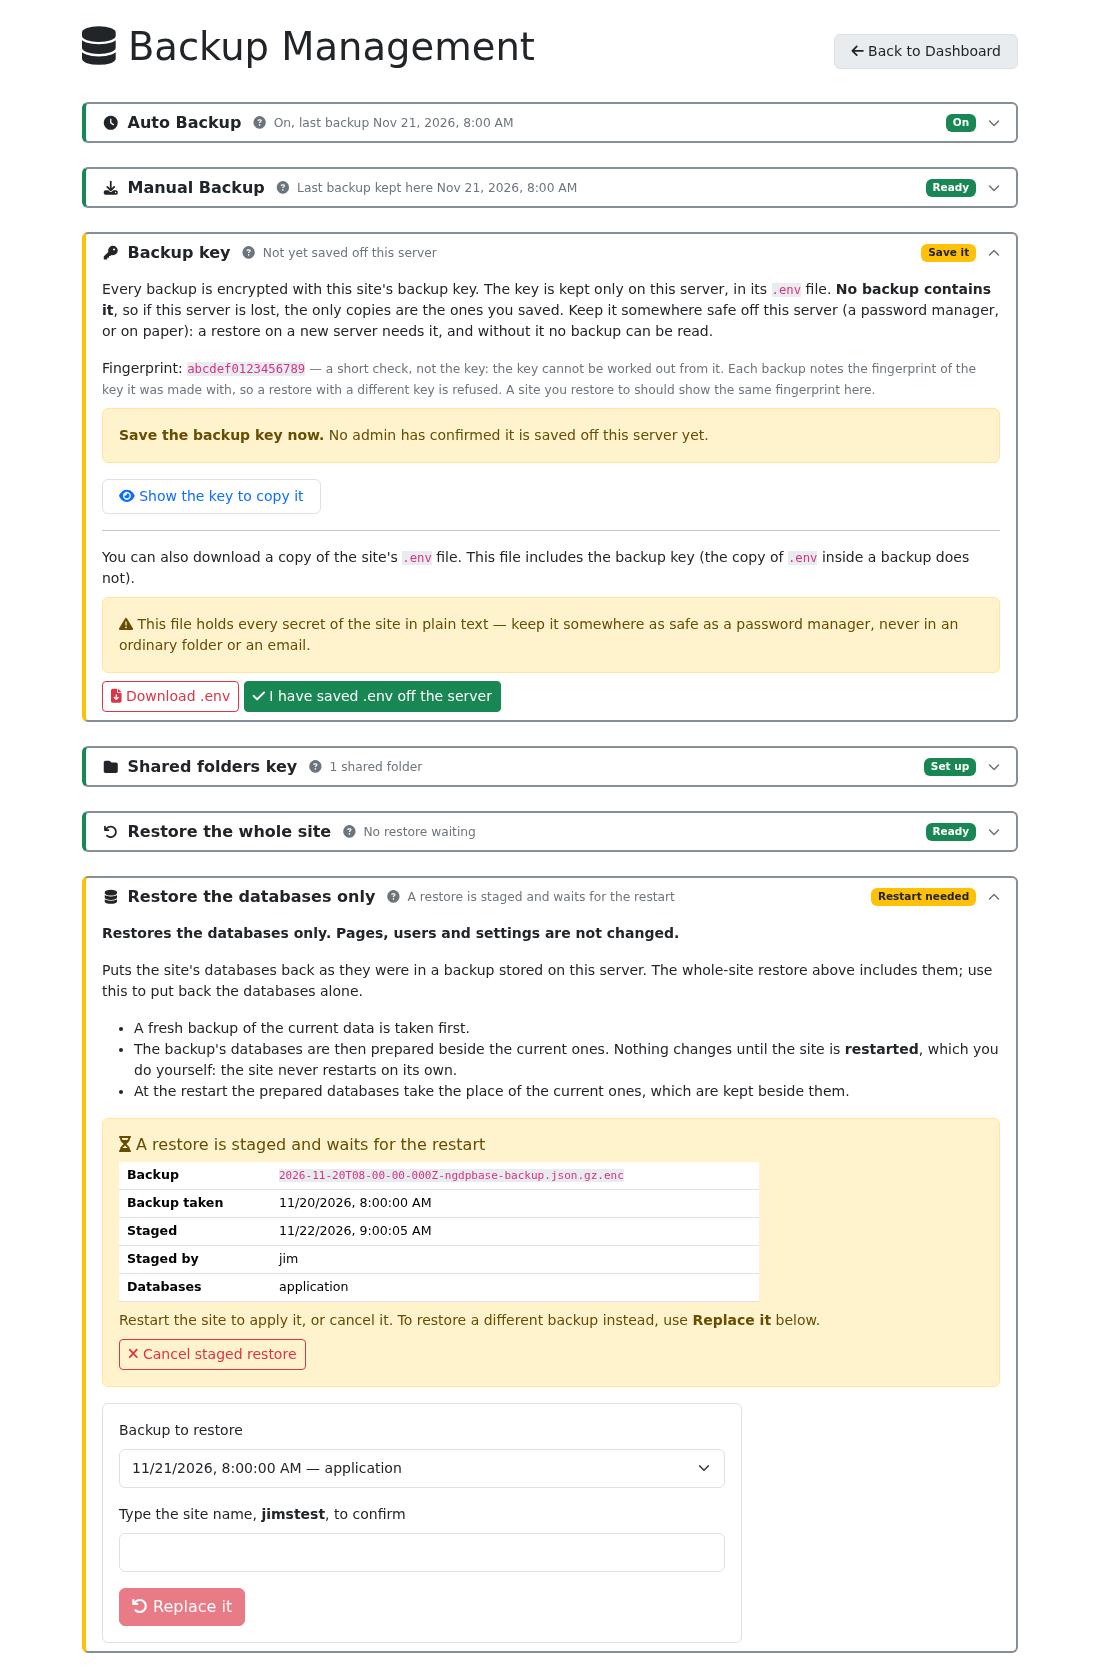 Backup Management
Back to Dashboard
Auto Backup On, last backup Nov 21, 2026, 8:00 AM On
Manual Backup Last backup kept here Nov 21, 2026, 8:00 AM Ready
Backup key Not yet saved off this server Save it
Every backup is encrypted with this site's backup key. The key is kept only on this server, in its .env file. No backup contains
it, so if this server is lost, the only copies are the ones you saved. Keep it somewhere safe off this server (a password manager,
or on paper): a restore on a new server needs it, and without it no backup can be read.
Fingerprint: abcdef0123456789 — a short check, not the key: the key cannot be worked out from it. Each backup notes the fingerprint of the
key it was made with, so a restore with a different key is refused. A site you restore to should show the same fingerprint here.
Save the backup key now. No admin has confirmed it is saved off this server yet.
Show the key to copy it
You can also download a copy of the site's .env file. This file includes the backup key (the copy of .env inside a backup does
not).
This file holds every secret of the site in plain text — keep it somewhere as safe as a password manager, never in an
ordinary folder or an email.
Download .env I have saved .env off the server
Shared folders key 1 shared folder Set up
Restore the whole site No restore waiting Ready
Restore the databases only A restore is staged and waits for the restart Restart needed
Restores the databases only. Pages, users and settings are not changed.
Puts the site's databases back as they were in a backup stored on this server. The whole-site restore above includes them; use
this to put back the databases alone.
• A fresh backup of the current data is taken first.
• The backup's databases are then prepared beside the current ones. Nothing changes until the site is restarted, which you
do yourself: the site never restarts on its own.
• At the restart the prepared databases take the place of the current ones, which are kept beside them.
A restore is staged and waits for the restart
Backup 2026-11-20T08-00-00-000Z-ngdpbase-backup.json.gz.enc
Backup taken 11/20/2026, 8:00:00 AM
Staged 11/22/2026, 9:00:05 AM
Staged by jim
Databases application
Restart the site to apply it, or cancel it. To restore a different backup instead, use Replace it below.
Cancel staged restore
Backup to restore
11/21/2026, 8:00:00 AM — application
Type the site name, jimstest, to confirm
Replace it